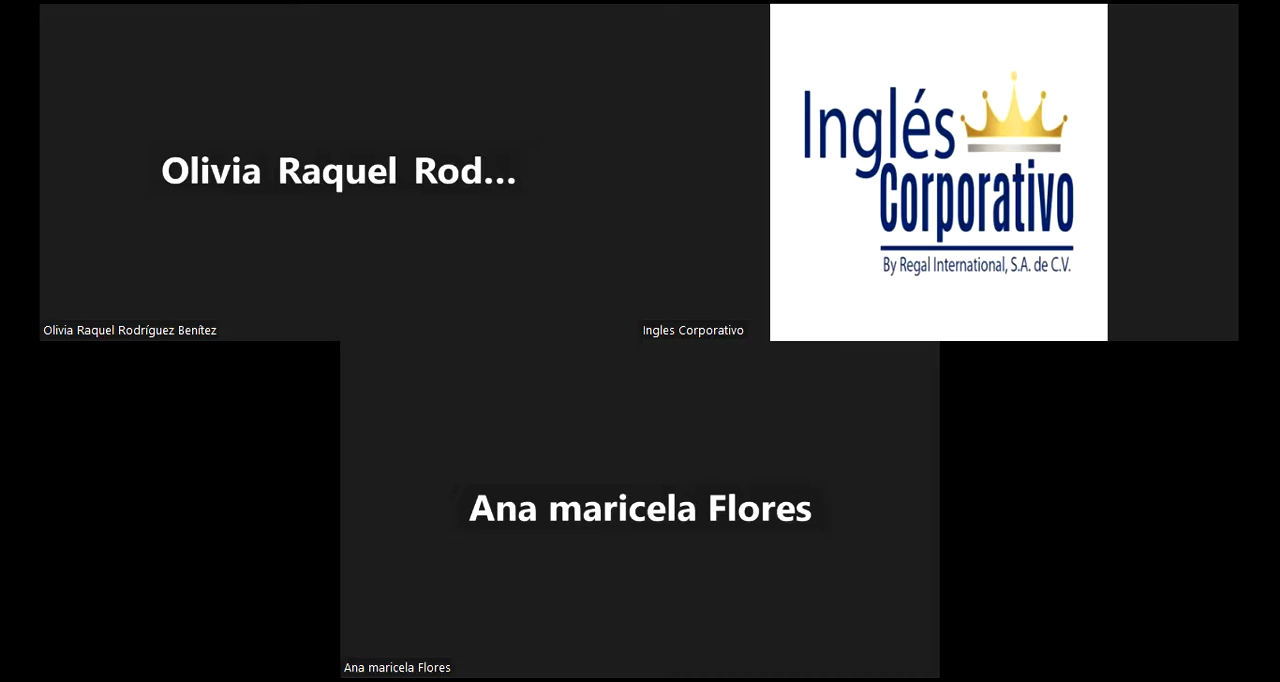 Olivia Raquel Rod...
Olivia Raquel Rodríguez Benítez
Inglés
Corporativo
By Regal International, S.A. de C.V.
Ingles Corporativo
Ana maricela Flores
Ana maricela Flores